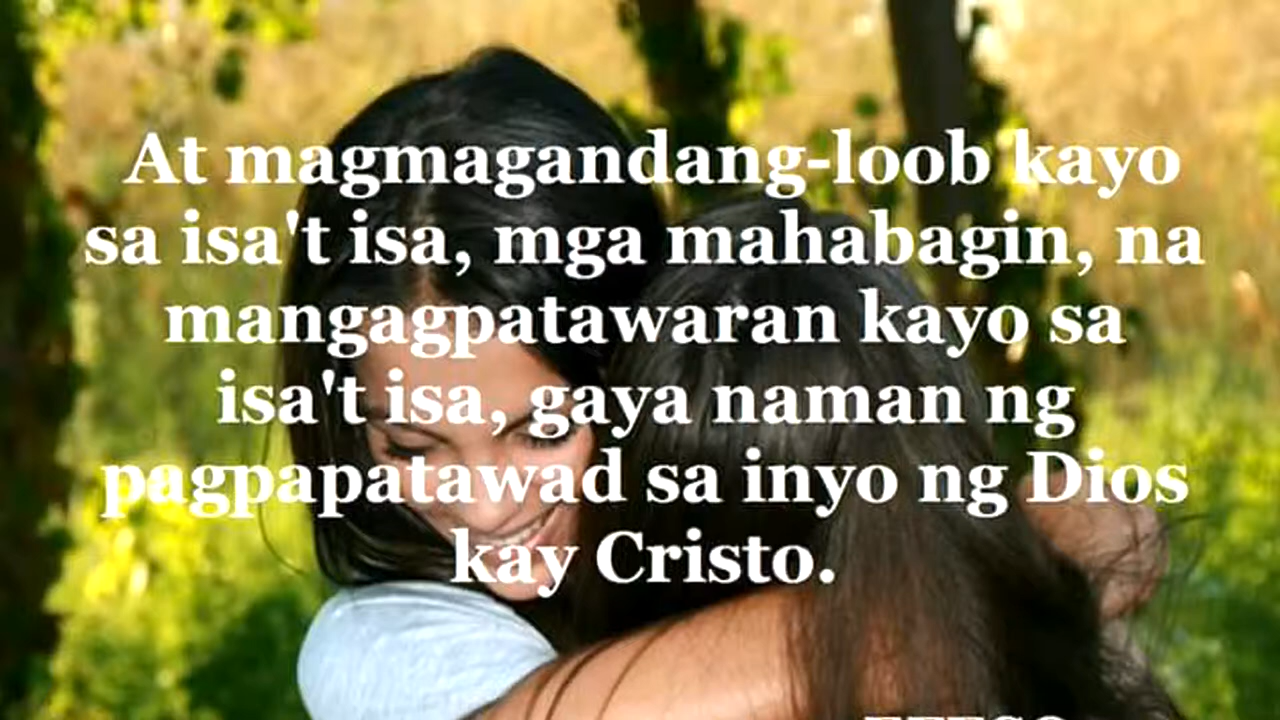 At magmagandang-loob kayo
sa isa't isa, mga mahabagin, na
mangagpatawaran kayo sa
isa't isa, gaya naman ng
pagpapatawad sa inyo ng Dios
kay Cristo.